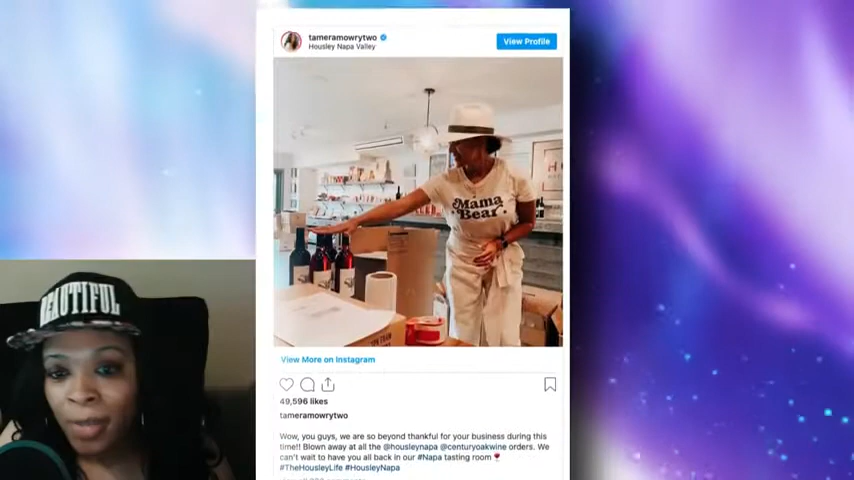 tameramowrytwo
Housley Napa Valley
View Profile
Mama
Bear
BEAUTIFUL
View More on Instagram
49,596 likes
tameramowrytwo
Wow, you guys, we are so beyond thankful for your business during this
time!! Blown away at all the @housleynapa @centuryoakwine orders. We
can't wait to have you all back in our #Napa tasting room🍷
#TheHousleyLife #HousleyNapa